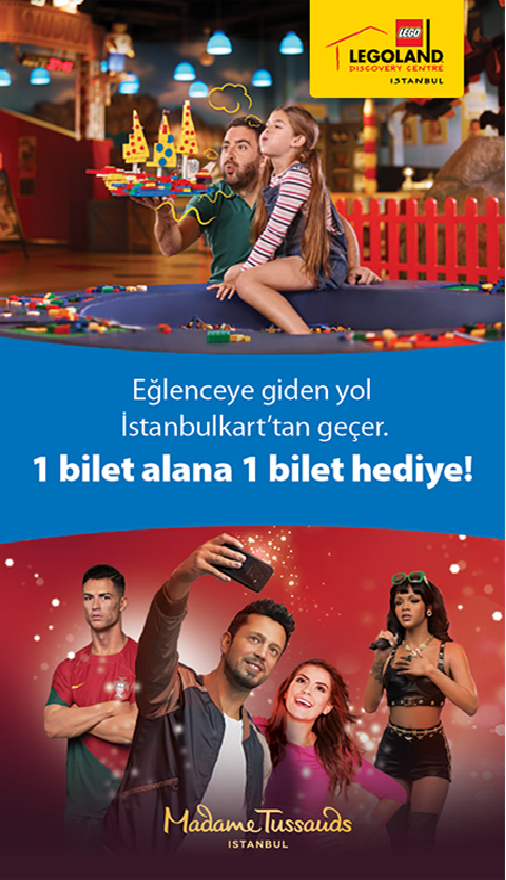 LEGO
LEGOLAND
DISCOVERY CENTRE
ISTANBUL
Eğlenceye giden yol
İstanbulkart’tan geçer.
1 bilet alana 1 bilet hediye!
Madame Tussauds
ISTANBUL